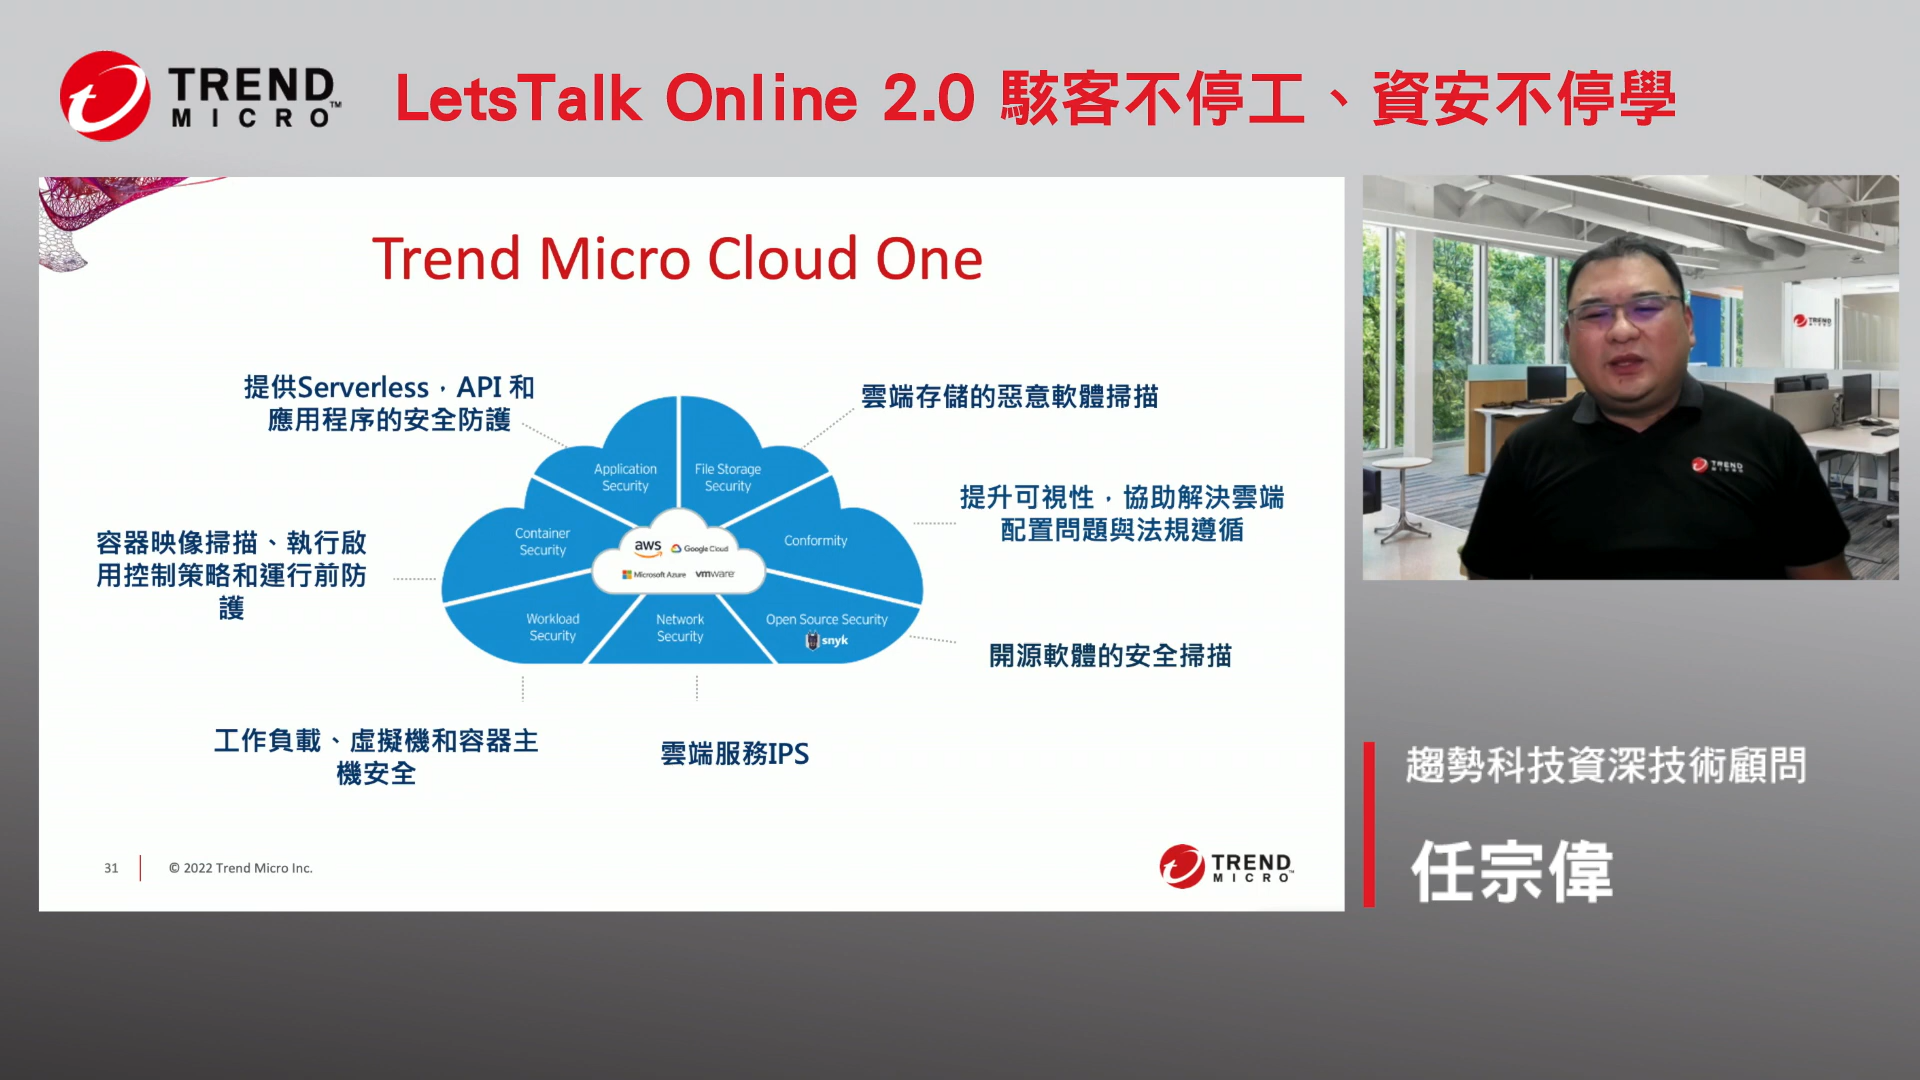 TREND MICRO™
LetsTalk Online 2.0 駭客不停工、資安不停學
Trend Micro Cloud One
提供Serverless，API 和
應用程序的安全防護
雲端存儲的惡意軟體掃描
Application
Security
File Storage
Security
提升可視性，協助解決雲端
配置問題與法規遵循
Container
Security
Conformity
容器映像掃描、執行啟
用控制策略和運行前防
護
aws
Google Cloud
Microsoft Azure
vmware
Workload
Security
Network
Security
Open Source Security
snyk
開源軟體的安全掃描
工作負載、虛擬機和容器主
機安全
雲端服務IPS
31
© 2022 Trend Micro Inc.
TREND MICRO™
TREND MICRO
TREND MICRO
趨勢科技資深技術顧問
任宗偉